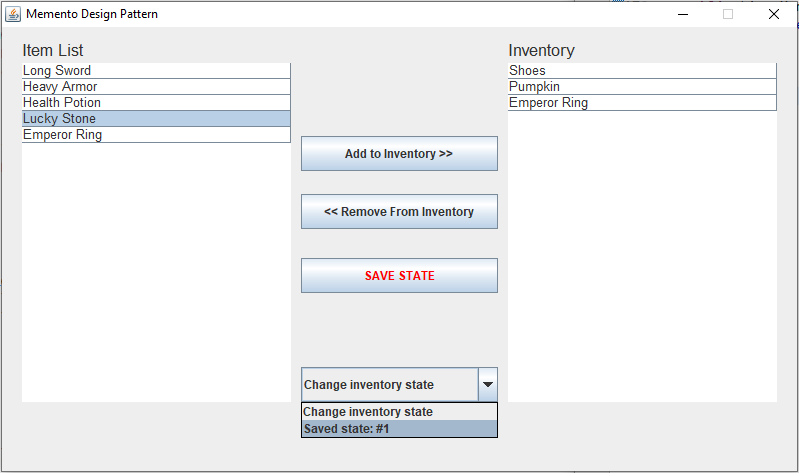 Memento Design Pattern
Item List
Long Sword
Heavy Armor
Health Potion
Lucky Stone
Emperor Ring
Add to Inventory >>
<< Remove From Inventory
SAVE STATE
Change inventory state
Change inventory state
Saved state: #1
Inventory
Shoes
Pumpkin
Emperor Ring